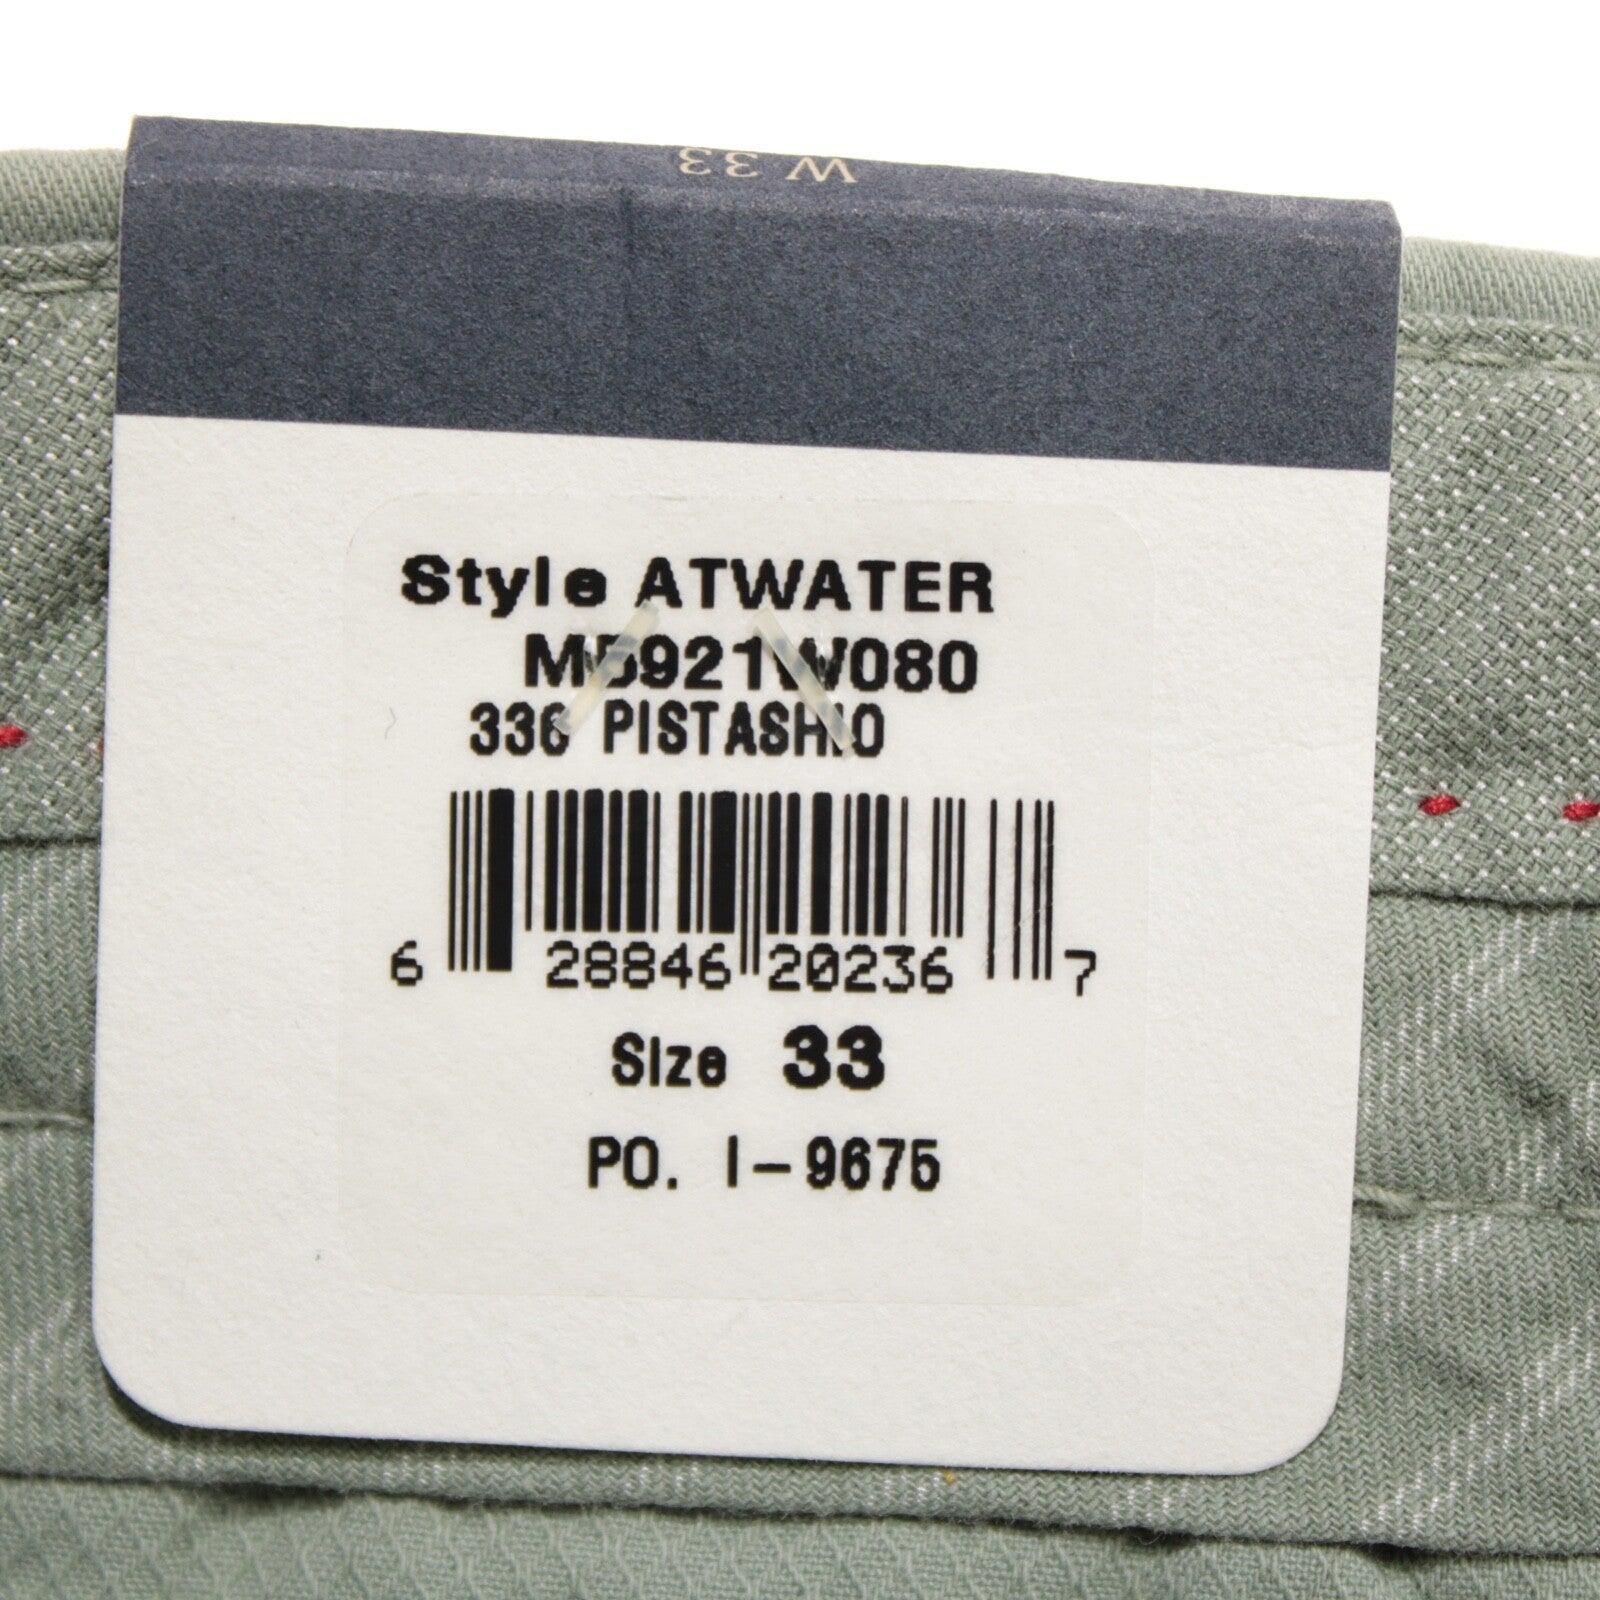 W 33
Style ATWATER
M5921W080
336 PISTASHIO
6 28846 20236 7
Size 33
PO. I-9675